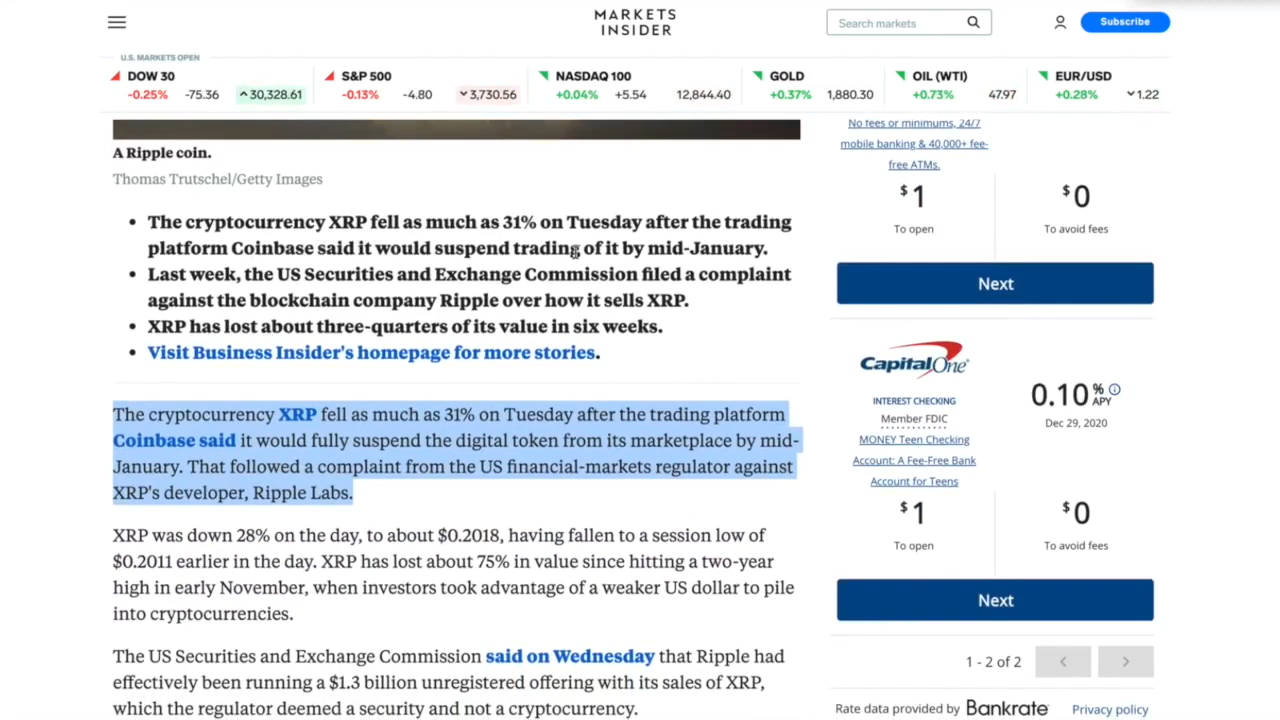 MARKETS
INSIDER
Search markets
Subscribe
U.S. MARKETS OPEN
DOW 30
-0.25% -75.36 30,328.61
S&P 500
-0.13% -4.80 3,730.56
NASDAQ 100
+0.04% +5.54 12,844.40
GOLD
+0.37% 1,880.30
OIL (WTI)
+0.73% 47.97
EUR/USD
+0.28% 1.22
A Ripple coin.
Thomas Trutschel/Getty Images
• The cryptocurrency XRP fell as much as 31% on Tuesday after the trading
platform Coinbase said it would suspend trading of it by mid-January.
• Last week, the US Securities and Exchange Commission filed a complaint
against the blockchain company Ripple over how it sells XRP.
• XRP has lost about three-quarters of its value in six weeks.
• Visit Business Insider's homepage for more stories.
The cryptocurrency XRP fell as much as 31% on Tuesday after the trading platform
Coinbase said it would fully suspend the digital token from its marketplace by mid-
January. That followed a complaint from the US financial-markets regulator against
XRP's developer, Ripple Labs.
XRP was down 28% on the day, to about $0.2018, having fallen to a session low of
$0.2011 earlier in the day. XRP has lost about 75% in value since hitting a two-year
high in early November, when investors took advantage of a weaker US dollar to pile
into cryptocurrencies.
The US Securities and Exchange Commission said on Wednesday that Ripple had
effectively been running a $1.3 billion unregistered offering with its sales of XRP,
which the regulator deemed a security and not a cryptocurrency.
No fees or minimums, 24/7
mobile banking & 40,000+ fee-
free ATMs.
$1
To open
$0
To avoid fees
Next
Capital One
INTEREST CHECKING
Member FDIC
MONEY Teen Checking
Account: A Fee-Free Bank
Account for Teens
0.10 % APY
Dec 29, 2020
$1
To open
$0
To avoid fees
Next
1 - 2 of 2
Rate data provided by Bankrate
Privacy policy